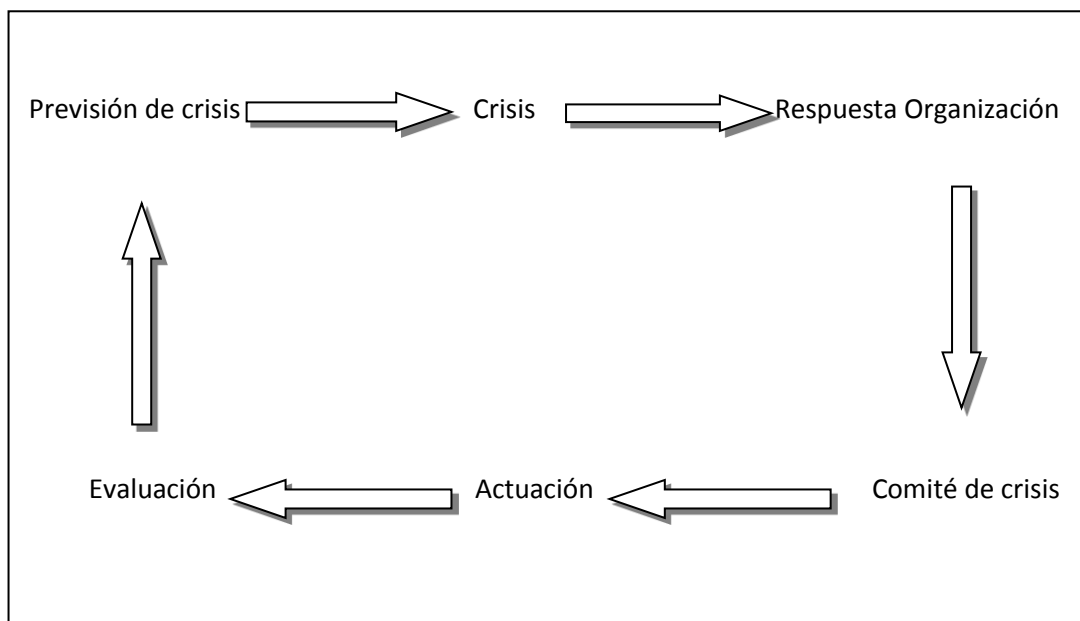 Previsión de crisis
Crisis
Respuesta Organización
Evaluación
Actuación
Comité de crisis